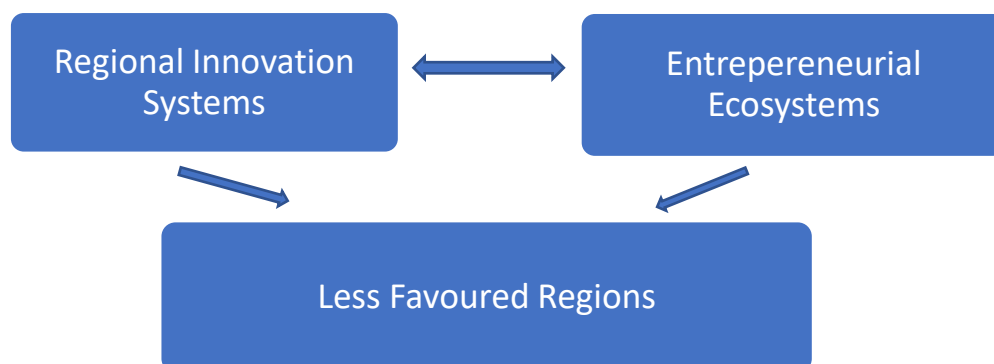 Regional Innovation
Systems
Entrepereneurial
Ecosystems
Less Favoured Regions